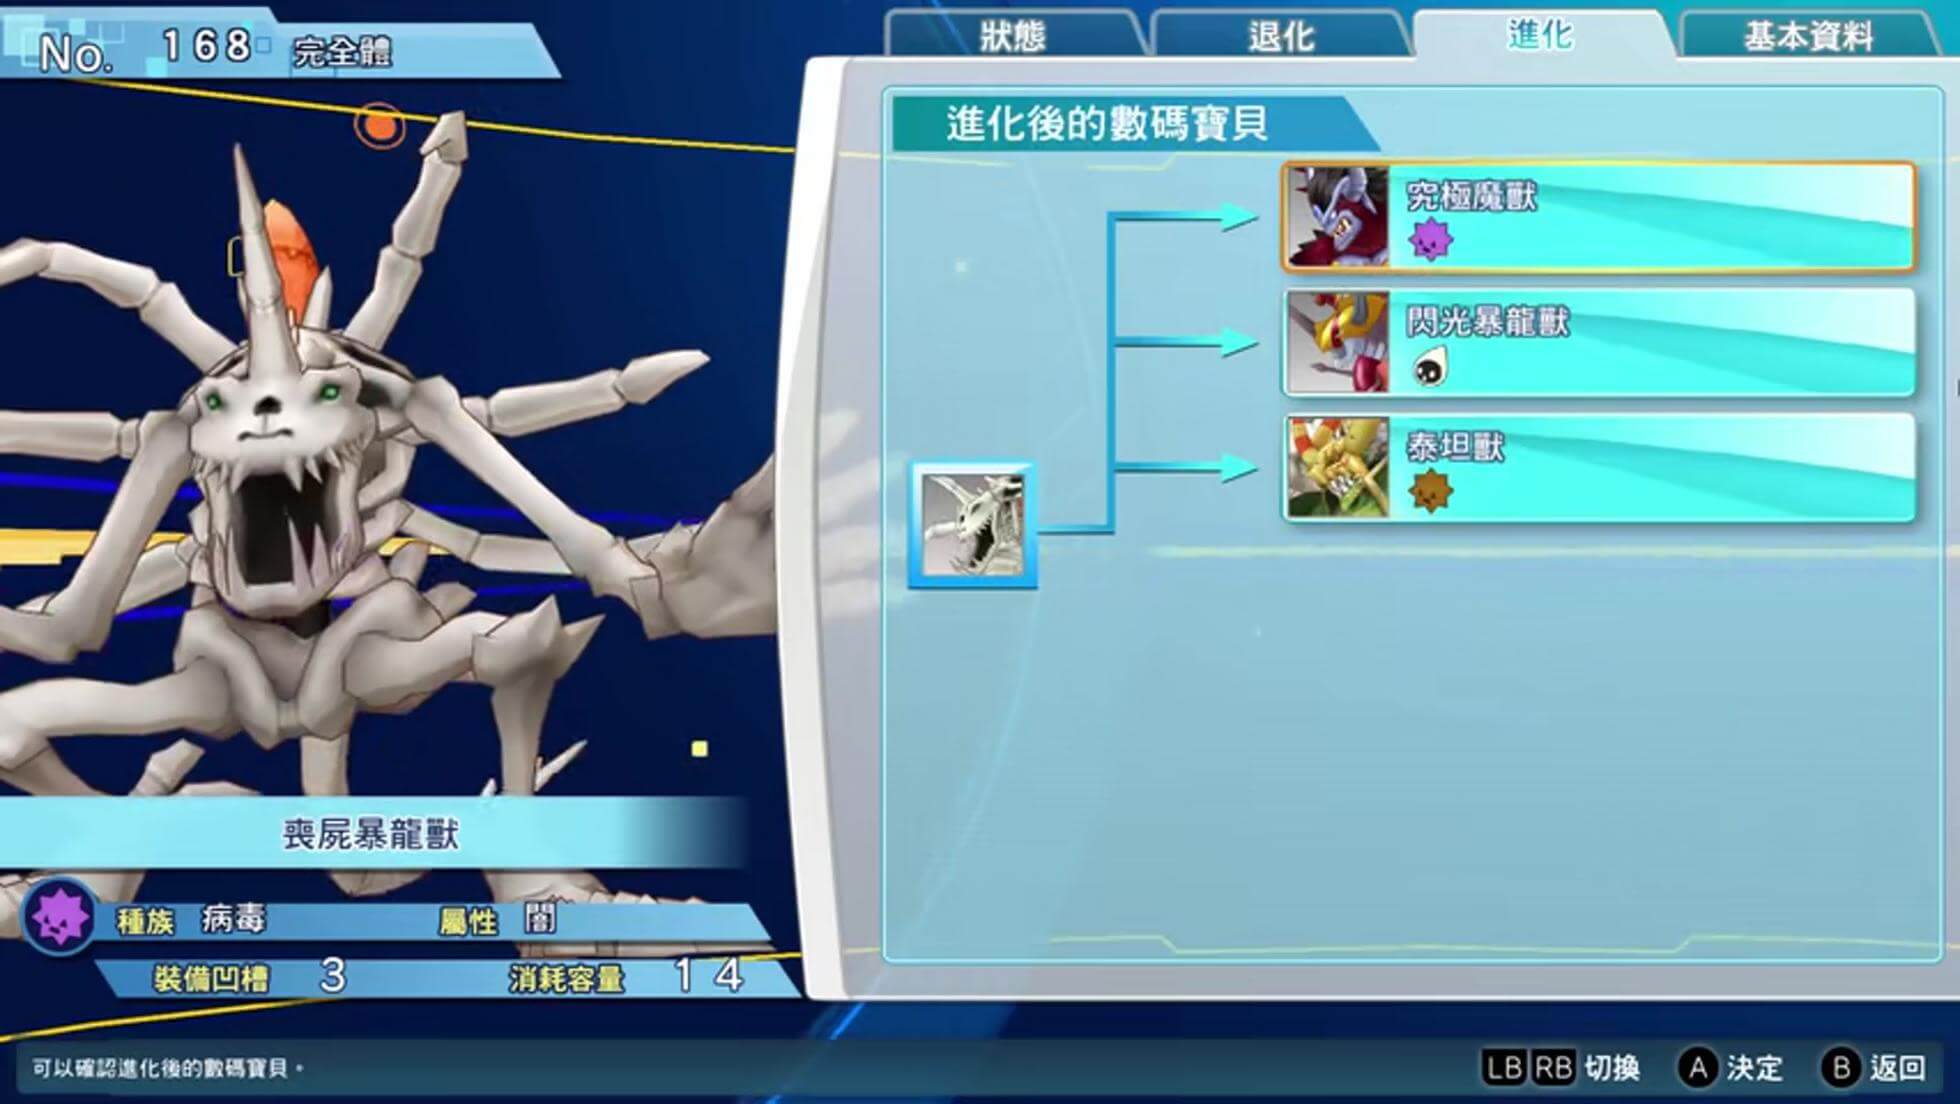 No. 168 完全體
狀態 退化 進化 基本資料
進化後的數碼寶貝
究極魔獸
閃光暴龍獸
泰坦獸
喪屍暴龍獸
種族 病毒 屬性 闇
裝備凹槽 3 消耗容量 14
可以確認進化後的數碼寶貝。
LB RB 切換 A 決定 B 返回